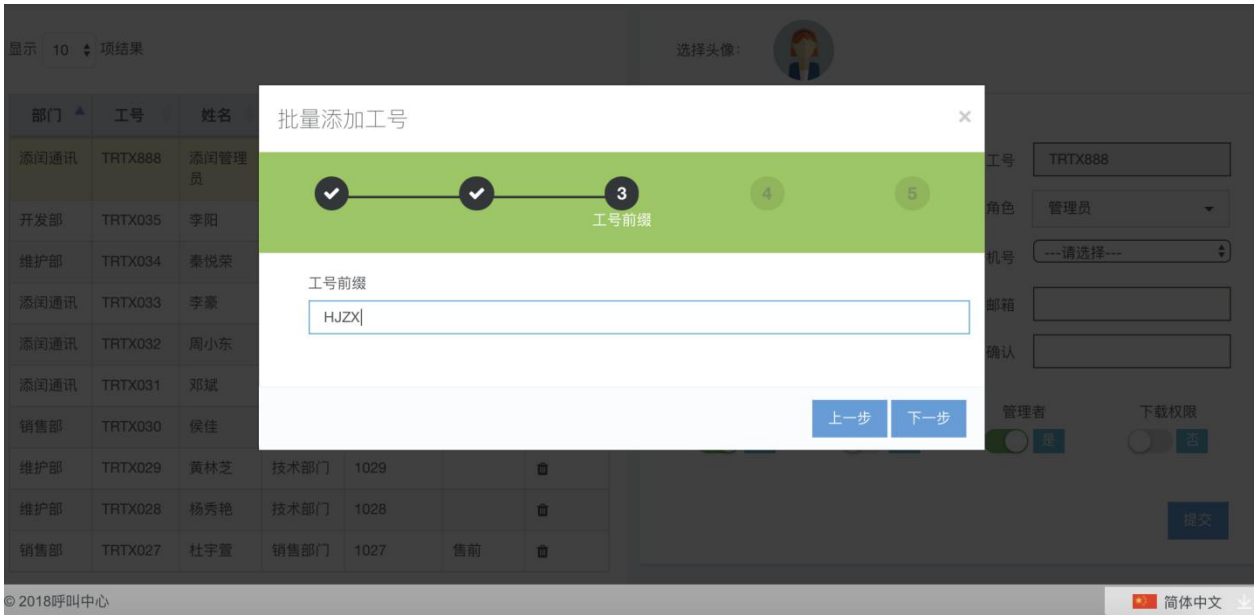 显示 10 项结果
选择头像:
部门 工号 姓名
批量添加工号
×
添闰通讯 TRTX888 添闰管理员
3 4 5
工号前缀
工号 TRTX888
开发部 TRTX035 李阳
角色 管理员
维护部 TRTX034 秦悦荣
机号 ---请选择---
工号前缀
HJZX
添闰通讯 TRTX033 李豪
邮箱
添闰通讯 TRTX032 周小东
确认
添闰通讯 TRTX031 邓斌
上一步 下一步
管理者 下载权限
销售部 TRTX030 侯佳
是 否
维护部 TRTX029 黄林芝 技术部门 1029
维护部 TRTX028 杨秀艳 技术部门 1028
提交
销售部 TRTX027 杜宇萱 销售部门 1027 售前
© 2018呼叫中心
简体中文